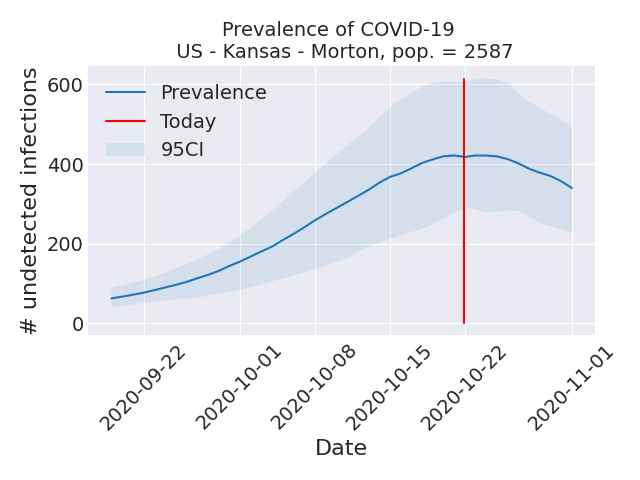 Prevalence of COVID-19
US - Kansas - Morton, pop. = 2587
# undetected infections
600
400
200
0
Prevalence
Today
95CI
2020-09-22
2020-10-01
2020-10-08
2020-10-15
2020-10-22
2020-11-01
Date